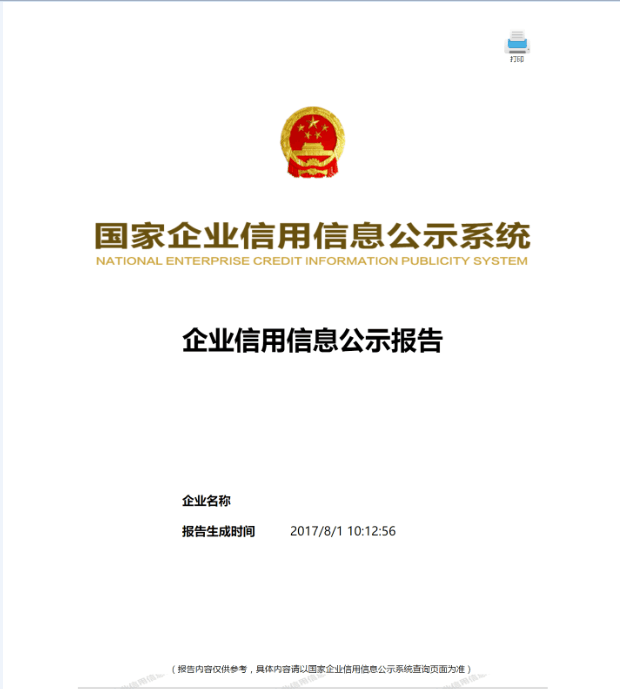 打印
国家企业信用信息公示系统
NATIONAL ENTERPRISE CREDIT INFORMATION PUBLICITY SYSTEM
企业信用信息公示报告
企业名称
报告生成时间 2017/8/1 10:12:56
（报告内容仅供参考，具体内容请以国家企业信用信息公示系统查询页面为准）